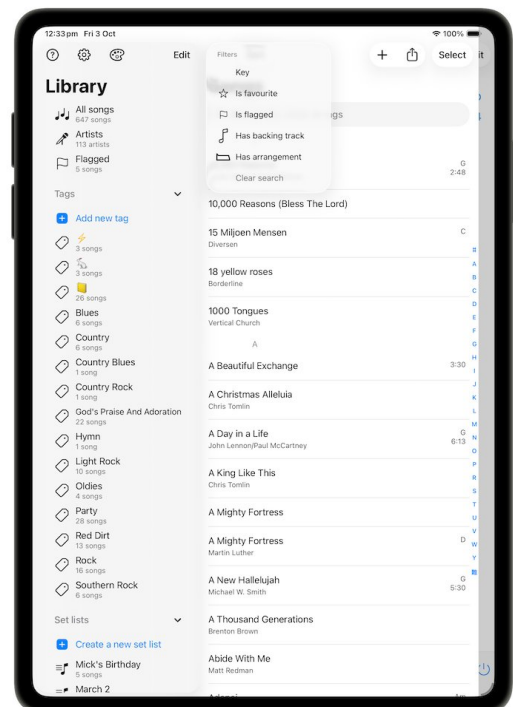 12:33 pm Fri 3 Oct
100%
Edit
Select
it
Library
All songs
647 songs
Artists
113 artists
Flagged
5 songs
Tags
Add new tag
3 songs
3 songs
26 songs
Blues
6 songs
Country
6 songs
Country Blues
1 song
Country Rock
1 song
God's Praise And Adoration
22 songs
Hymn
1 song
Light Rock
10 songs
Oldies
4 songs
Party
28 songs
Red Dirt
13 songs
Rock
16 songs
Southern Rock
6 songs
Set lists
Create a new set list
Mick's Birthday
5 songs
March 2
Filters
Key
Is favourite
Is flagged
Has backing track
Has arrangement
Clear search
ngs
G
2:48
10,000 Reasons (Bless The Lord)
15 Miljoen Mensen
C
Diversen
18 yellow roses
Borderline
1000 Tongues
Vertical Church
A
A Beautiful Exchange
3:30
A Christmas Alleluia
Chris Tomlin
A Day in a Life
G
John Lennon/Paul McCartney
6:13
A King Like This
Chris Tomlin
A Mighty Fortress
A Mighty Fortress
D
Martin Luther
A New Hallelujah
G
Michael W. Smith
5:30
A Thousand Generations
Brenton Brown
Abide With Me
Matt Redman
#
A
B
C
D
E
F
G
H
I
J
K
L
M
N
O
P
R
S
T
U
V
W
Y